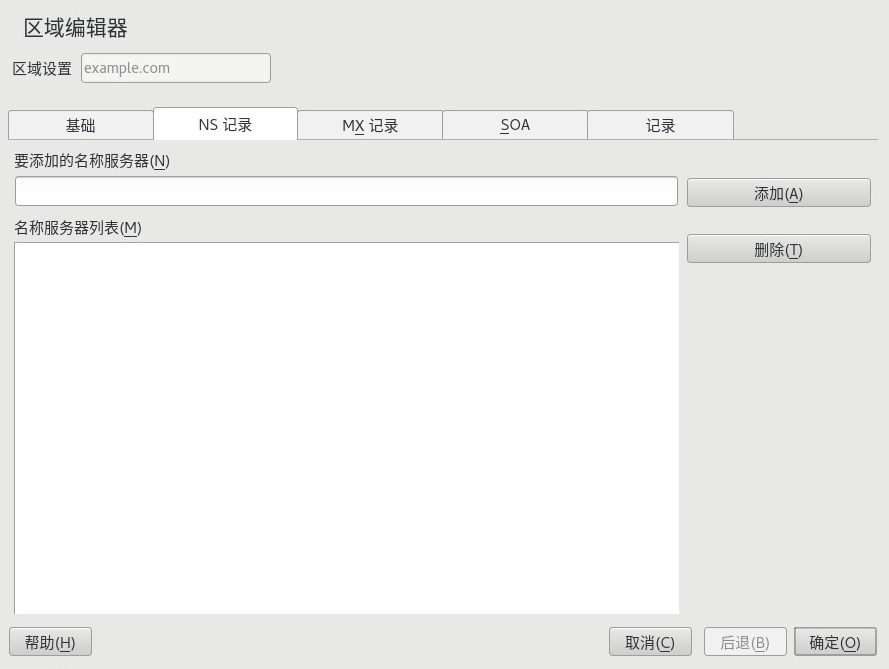 区域编辑器
区域设置 example.com
基础 NS 记录 MX 记录 SOA 记录
要添加的名称服务器(N)
添加(A)
名称服务器列表(M)
删除(T)
帮助(H) 取消(C) 后退(B) 确定(O)